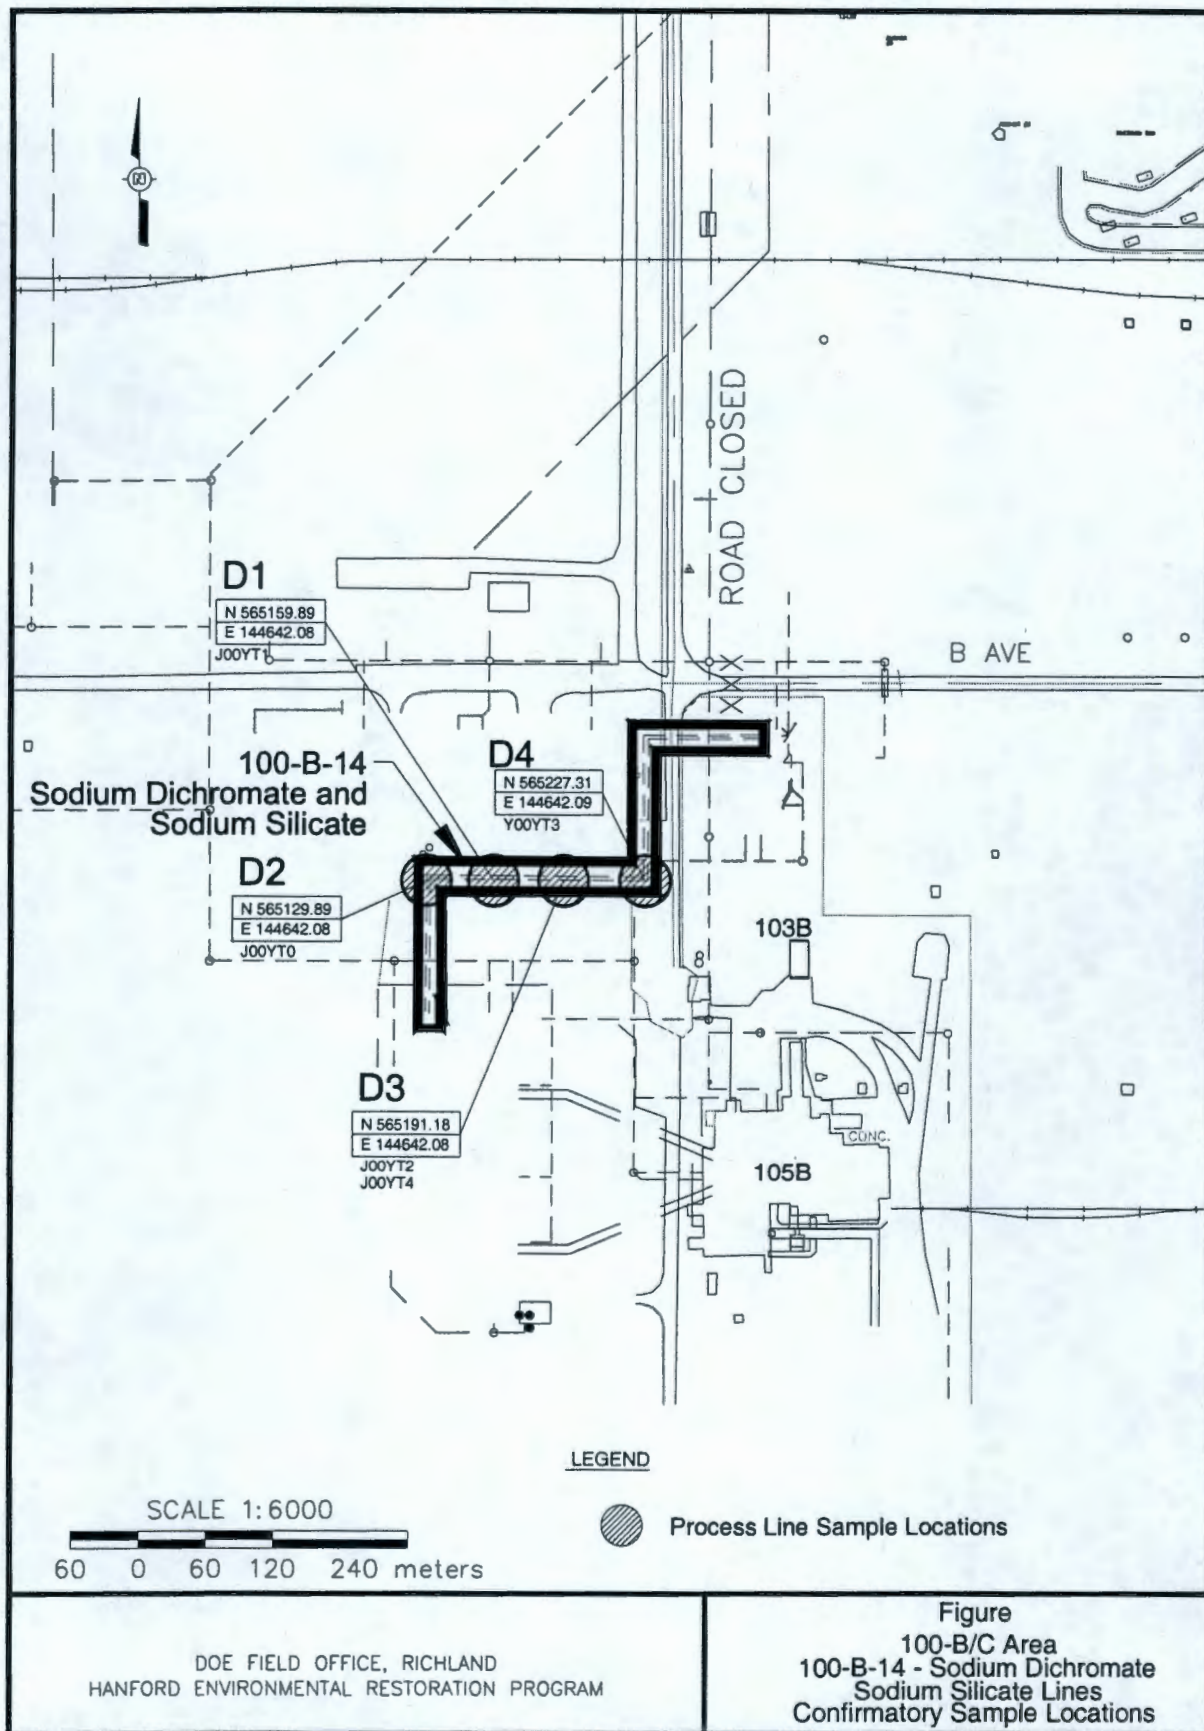 N
ROAD CLOSED
D1
N 565159.89
E 144642.08
J00YT1
B AVE
100-B-14
Sodium Dichromate and
Sodium Silicate
D4
N 565227.31
E 144642.09
Y00YT3
D2
N 565129.89
E 144642.08
J00YT0
103B
D3
N 565191.18
E 144642.08
J00YT2
J00YT4
CONC.
105B
LEGEND
Process Line Sample Locations
SCALE 1:6000
60 0 60 120 240 meters
DOE FIELD OFFICE, RICHLAND
HANFORD ENVIRONMENTAL RESTORATION PROGRAM
Figure
100-B/C Area
100-B-14 - Sodium Dichromate
Sodium Silicate Lines
Confirmatory Sample Locations